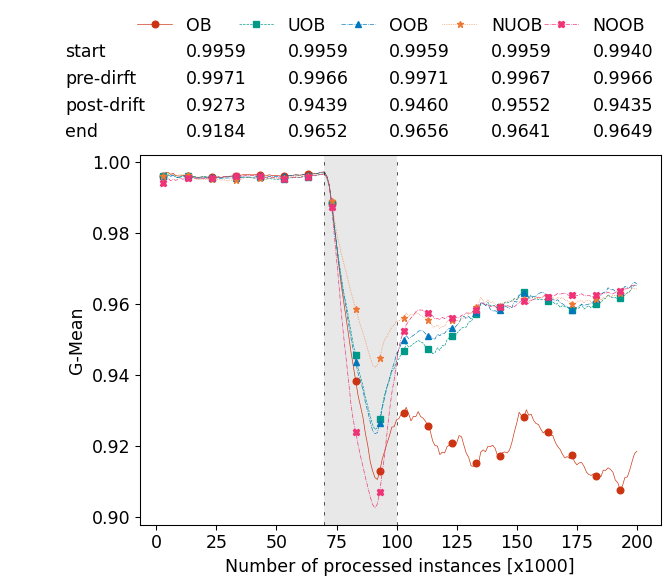 OB UOB OOB NUOB NOOB
start 0.9959 0.9959 0.9959 0.9959 0.9940
pre-dirft 0.9971 0.9966 0.9971 0.9967 0.9966
post-drift 0.9273 0.9439 0.9460 0.9552 0.9435
end 0.9184 0.9652 0.9656 0.9641 0.9649
1.00
0.98
0.96
0.94
0.92
0.90
G-Mean
0 25 50 75 100 125 150 175 200
Number of processed instances [x1000]